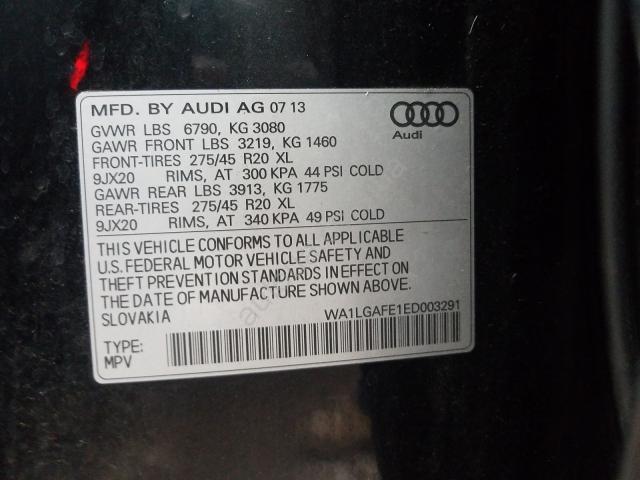 MFD. BY AUDI AG 07 13
Audi
GVWR LBS 6790, KG 3080
GAWR FRONT LBS 3219, KG 1460
FRONT-TIRES 275/45 R20 XL
9JX20 RIMS, AT 300 KPA 44 PSI COLD
GAWR REAR LBS 3913, KG 1775
REAR-TIRES 275/45 R20 XL
9JX20 RIMS, AT 340 KPA 49 PSI COLD
THIS VEHICLE CONFORMS TO ALL APPLICABLE
U.S. FEDERAL MOTOR VEHICLE SAFETY AND
THEFT PREVENTION STANDARDS IN EFFECT ON
THE DATE OF MANUFACTURE SHOWN ABOVE.
SLOVAKIA WA1LGAFE1ED003291
TYPE:
MPV